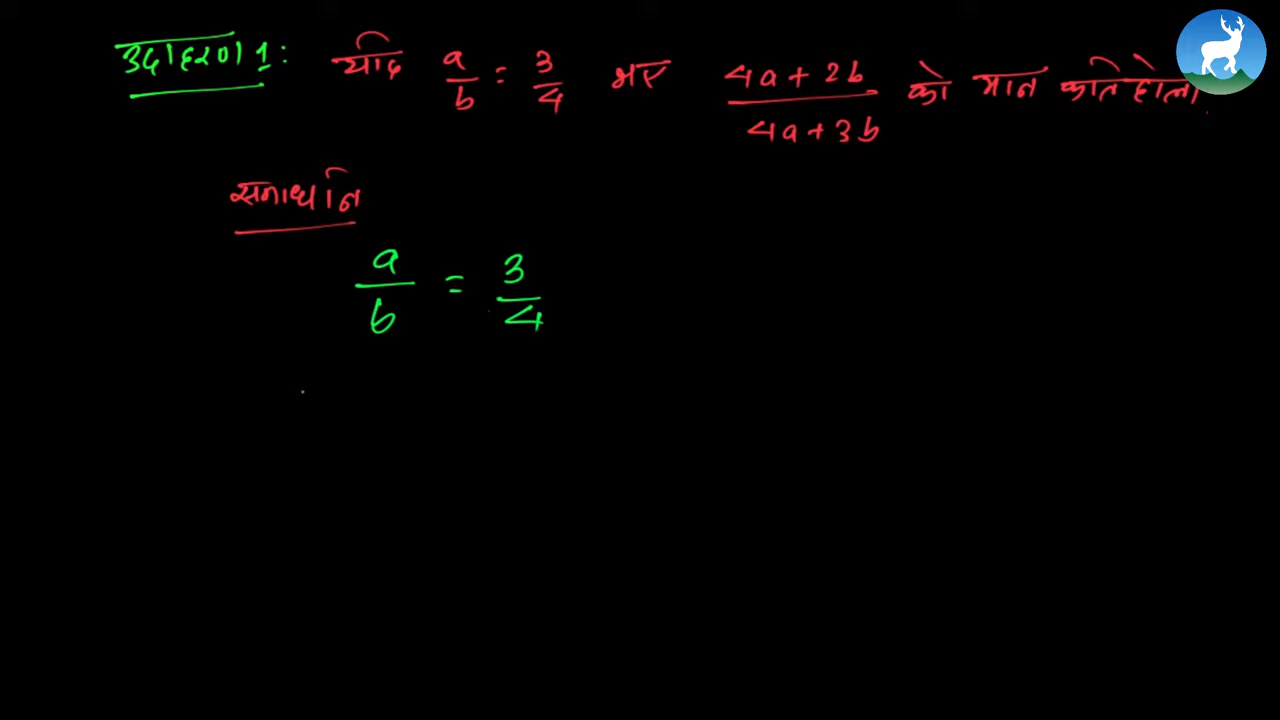 उदाहरण 1: यदि a/b = 3/4 भए (4a + 2b)/(4a + 3b) को मान कति होला
समाधान
a/b = 3/4